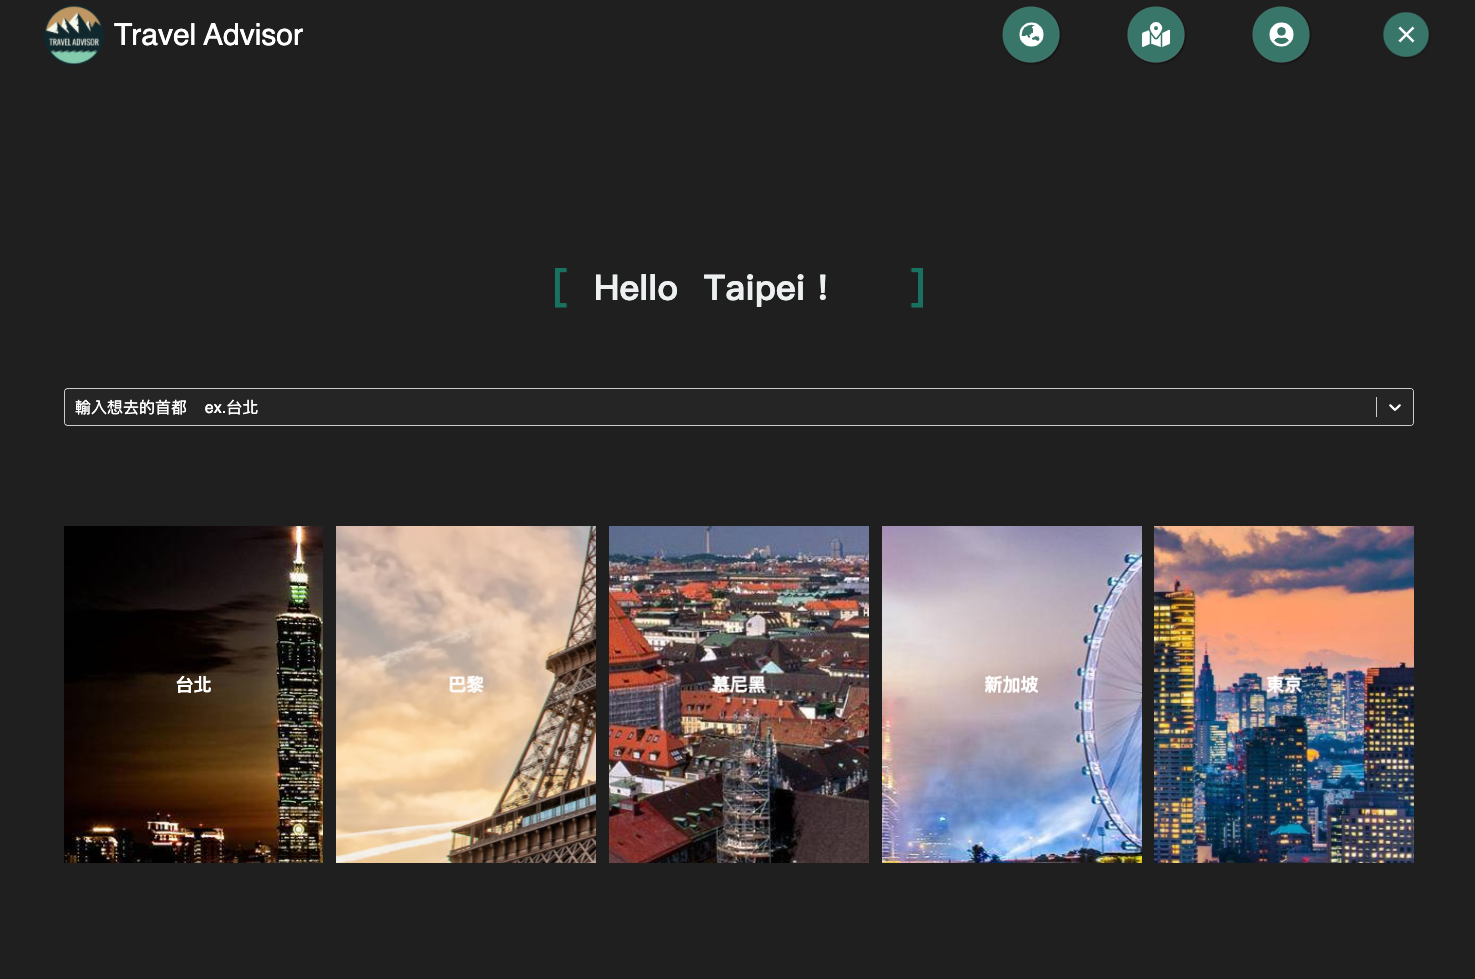 TRAVEL ADVISOR
Travel Advisor
[ Hello Taipei ! ]
輸入想去的首都 ex.台北
台北
巴黎
慕尼黑
新加坡
東京